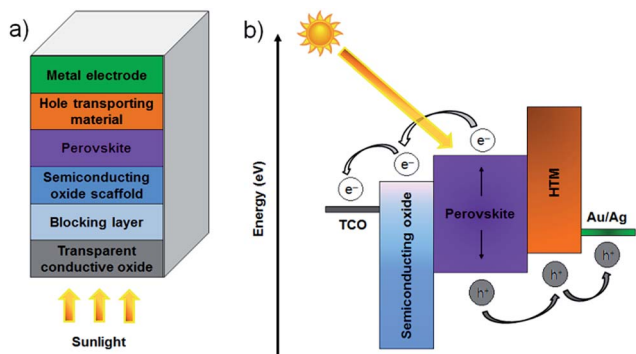 a)
Metal electrode
Hole transporting
material
Perovskite
Semiconducting
oxide scaffold
Blocking layer
Transparent
conductive oxide
Sunlight
b)
Energy (eV)
e⁻
e⁻
e⁻
TCO
Semiconducting oxide
Perovskite
HTM
Au/Ag
h⁺
h⁺
h⁺